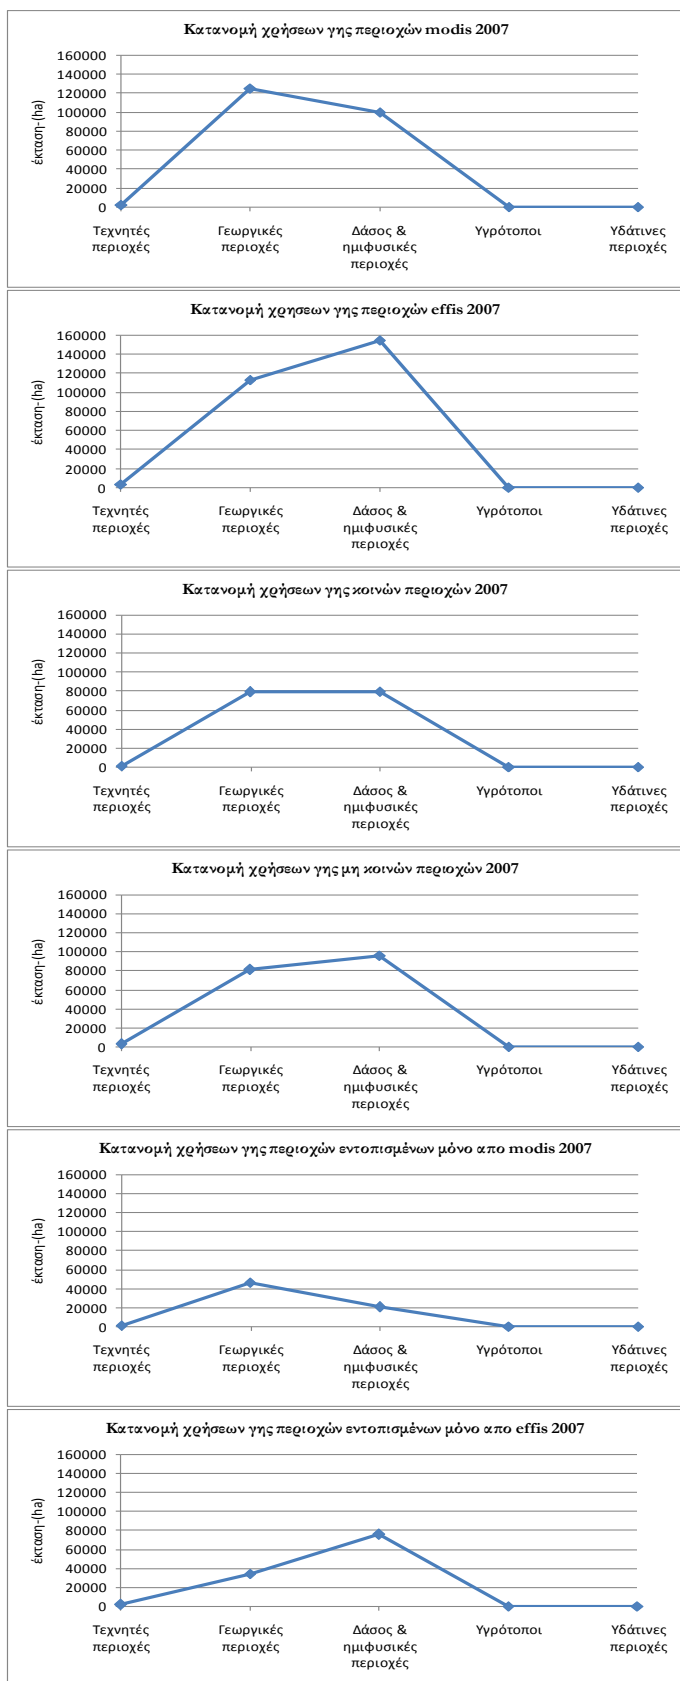 Κατανομή χρήσεων γης περιοχών modis 2007
έκταση-(ha)
160000
140000
120000
100000
80000
60000
40000
20000
0
Τεχνητές περιοχές
Γεωργικές περιοχές
Δάσος & ημιφυσικές περιοχές
Υγρότοποι
Υδάτινες περιοχές
Κατανομή χρησεων γης περιοχών effis 2007
έκταση-(ha)
160000
140000
120000
100000
80000
60000
40000
20000
0
Τεχνητές περιοχές
Γεωργικές περιοχές
Δάσος & ημιφυσικές περιοχές
Υγρότοποι
Υδάτινες περιοχές
Κατανομή χρήσεων γης κοινών περιοχών 2007
έκταση-(ha)
160000
140000
120000
100000
80000
60000
40000
20000
0
Τεχνητές περιοχές
Γεωργικές περιοχές
Δάσος & ημιφυσικές περιοχές
Υγρότοποι
Υδάτινες περιοχές
Κατανομή χρήσεων γης μη κοινών περιοχών 2007
έκταση-(ha)
160000
140000
120000
100000
80000
60000
40000
20000
0
Τεχνητές περιοχές
Γεωργικές περιοχές
Δάσος & ημιφυσικές περιοχές
Υγρότοποι
Υδάτινες περιοχές
Κατανομή χρήσεων γης περιοχών εντοπισμένων μόνο απο modis 2007
έκταση-(ha)
160000
140000
120000
100000
80000
60000
40000
20000
0
Τεχνητές περιοχές
Γεωργικές περιοχές
Δάσος & ημιφυσικές περιοχές
Υγρότοποι
Υδάτινες περιοχές
Κατανομή χρήσεων γης περιοχών εντοπισμένων μόνο απο effis 2007
έκταση-(ha)
160000
140000
120000
100000
80000
60000
40000
20000
0
Τεχνητές περιοχές
Γεωργικές περιοχές
Δάσος & ημιφυσικές περιοχές
Υγρότοποι
Υδάτινες περιοχές